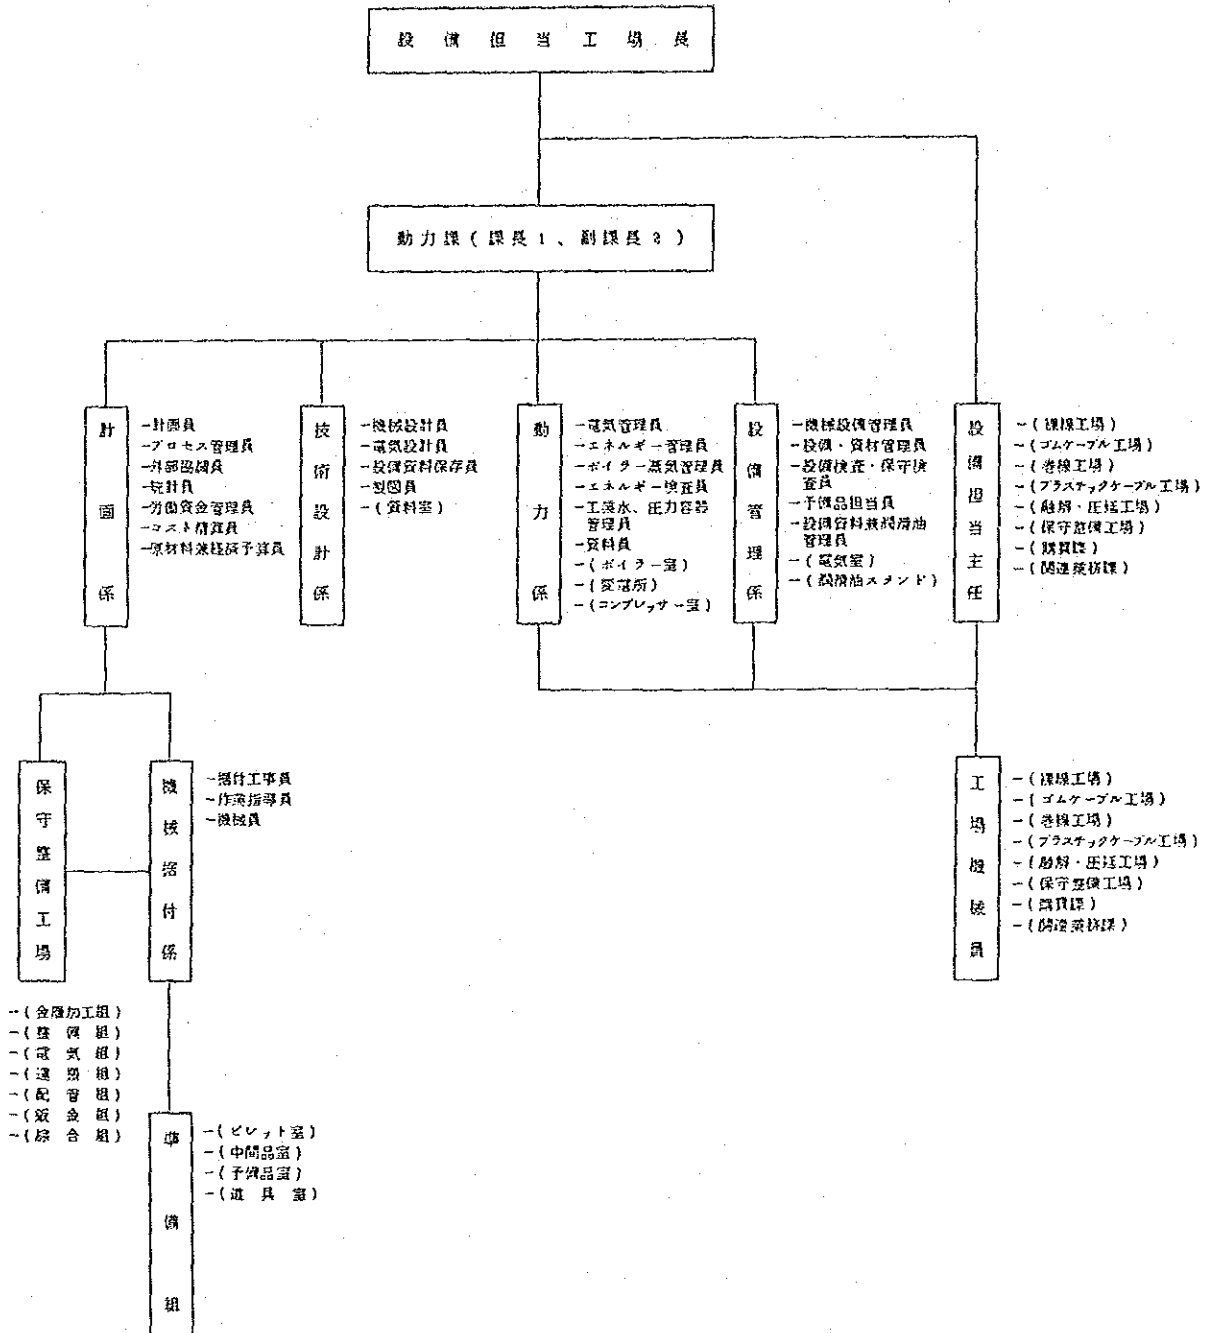 設備担当工場長
動力課(課長1、副課長2)
計画係
-計画員
-プロセス管理員
-外部協調員
-統計員
-労働資金管理員
-コスト精算員
-原材料兼経済予算員
技術設計係
-機械設計員
-電気設計員
-設備資料保存員
-製図員
-(資料室)
動力係
-電気管理員
-エネルギー管理員
-ボイラー蒸気管理員
-エネルギー検査員
-工業水、圧力容器
管理員
-資料員
-(ボイラー室)
-(変電所)
-(コンプレッサー室)
設備管理係
-機械設備管理員
-設備・資材管理員
-設備検査・保守検
査員
-予備品担当員
-設備資料兼潤滑油
管理員
-(電気室)
-(潤滑油スタンド)
設備担当主任
-(裸線工場)
-(ゴムケーブル工場)
-(巻線工場)
-(プラスチックケーブル工場)
-(融解・圧延工場)
-(保守整備工場)
-(購買課)
-(関連業務課)
保守整備工場
-(金属加工組)
-(整備組)
-(電気組)
-(配管組)
-(鈑金組)
-(綜合組)
機械据付係
-据付工事員
-作業指導員
-機械員
準備組
-(ビレット室)
-(中間品室)
-(予備品室)
-(道具室)
工場機械員
-(裸線工場)
-(ゴムケーブル工場)
-(巻線工場)
-(プラスチックケーブル工場)
-(融解・圧延工場)
-(保守整備工場)
-(購買課)
-(関連業務課)